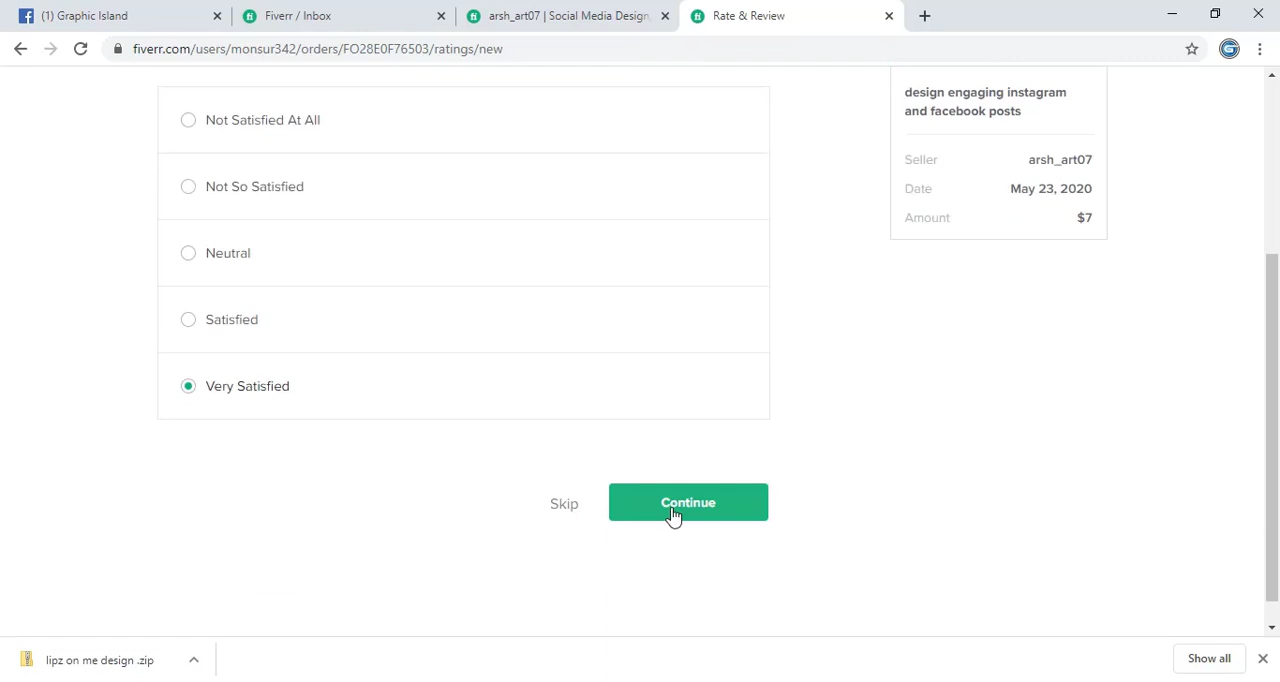 (1) Graphic Island
Fiverr / Inbox
arsh_art07 | Social Media Design,
Rate & Review
fiverr.com/users/monsur342/orders/FO28E0F76503/ratings/new
design engaging instagram
and facebook posts
Seller arsh_art07
Date May 23, 2020
Amount $7
Not Satisfied At All
Not So Satisfied
Neutral
Satisfied
Very Satisfied
Skip
Continue
lipz on me design .zip
Show all